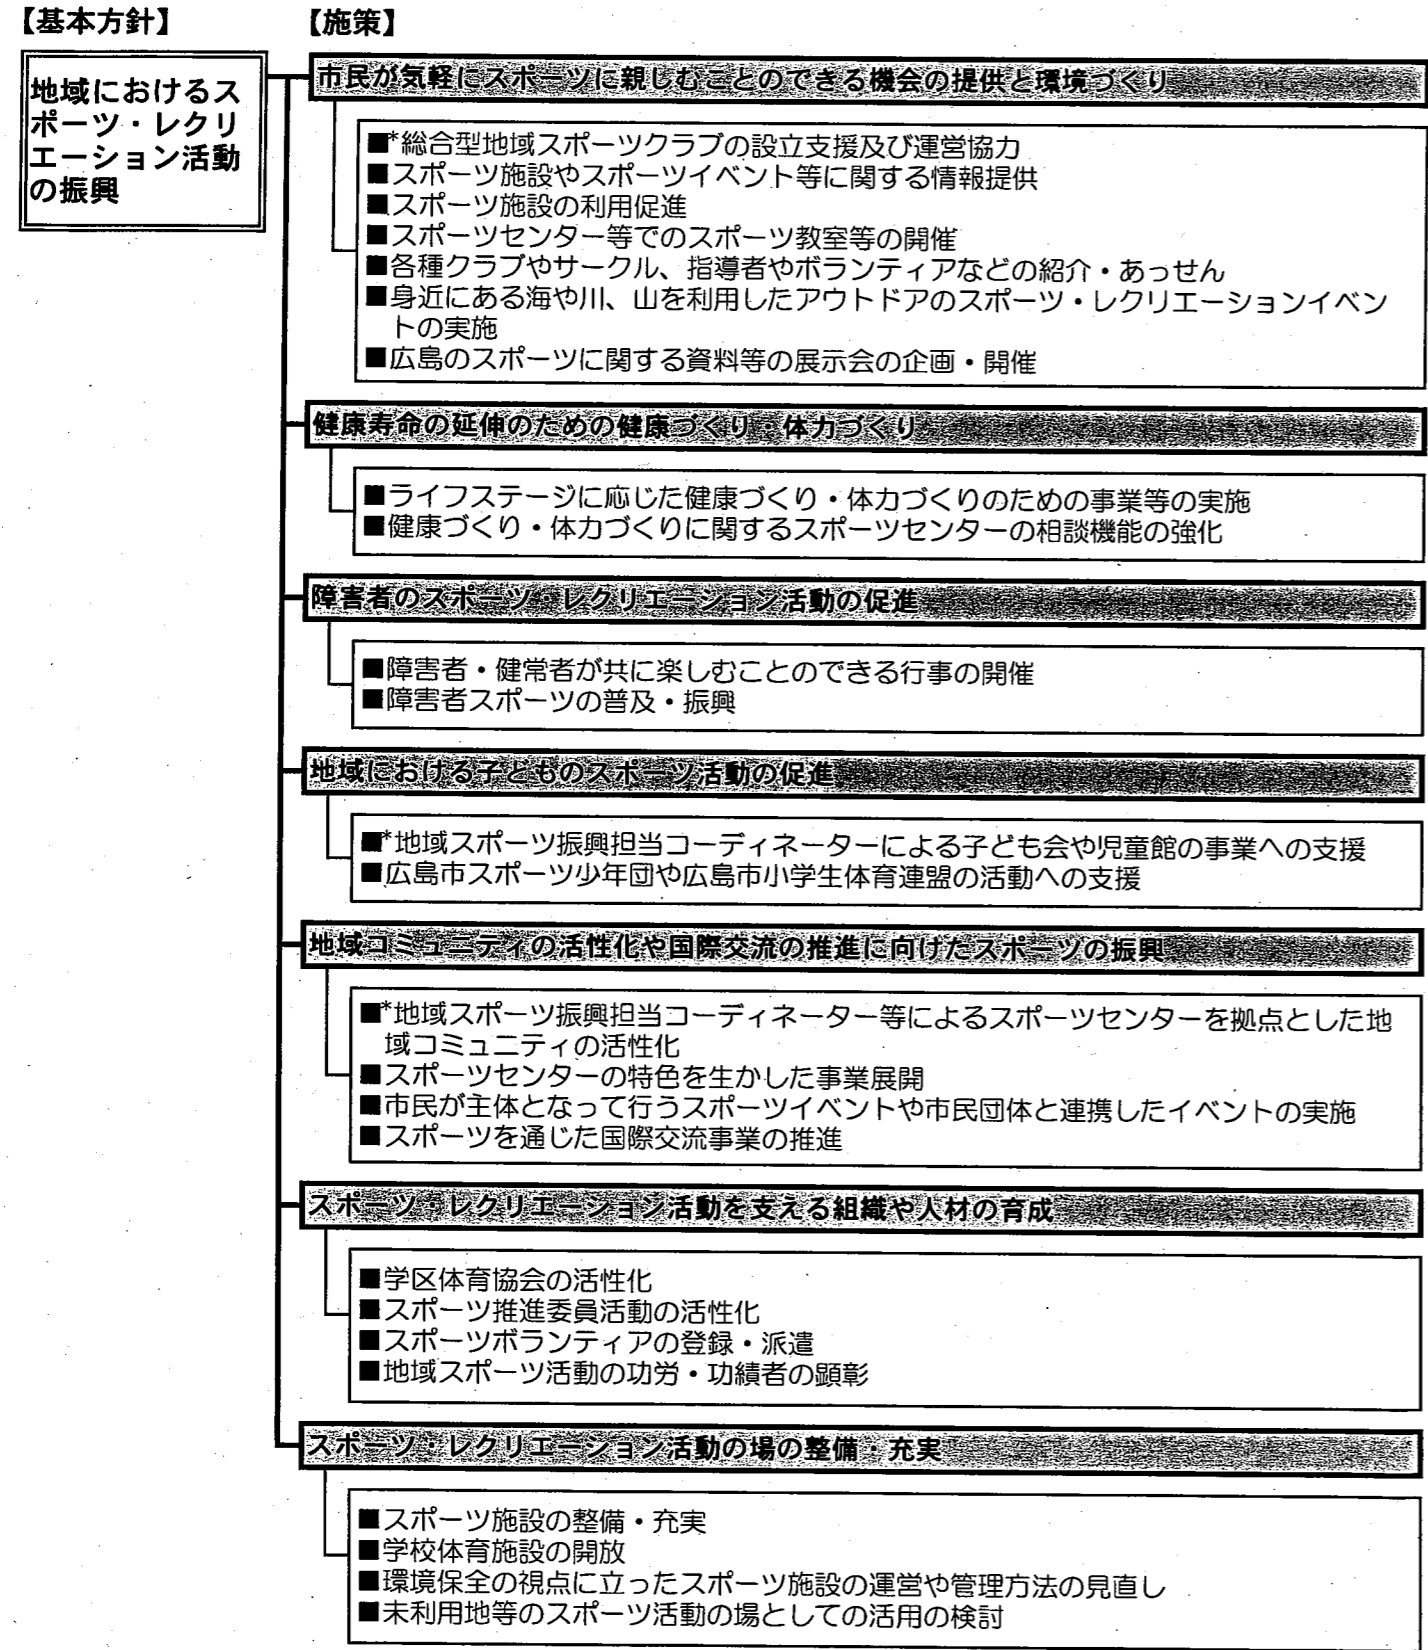 【基本方針】
【施策】
地域におけるス
ポーツ・レクリ
エーション活動
の振興
市民が気軽にスポーツに親しむことのできる機会の提供と環境づくり
■*総合型地域スポーツクラブの設立支援及び運営協力
■スポーツ施設やスポーツイベント等に関する情報提供
■スポーツ施設の利用促進
■スポーツセンター等でのスポーツ教室等の開催
■各種クラブやサークル、指導者やボランティアなどの紹介・あっせん
■身近にある海や川、山を利用したアウトドアのスポーツ・レクリエーションイベン
トの実施
■広島のスポーツに関する資料等の展示会の企画・開催
健康寿命の延伸のための健康づくり・体力づくり
■ライフステージに応じた健康づくり・体力づくりのための事業等の実施
■健康づくり・体力づくりに関するスポーツセンターの相談機能の強化
障害者のスポーツ・レクリエーション活動の促進
■障害者・健常者が共に楽しむことのできる行事の開催
■障害者スポーツの普及・振興
地域における子どものスポーツ活動の促進
■*地域スポーツ振興担当コーディネーターによる子ども会や児童館の事業への支援
■広島市スポーツ少年団や広島市小学生体育連盟の活動への支援
地域コミュニティの活性化や国際交流の推進に向けたスポーツの振興
■*地域スポーツ振興担当コーディネーター等によるスポーツセンターを拠点とした地
域コミュニティの活性化
■スポーツセンターの特色を生かした事業展開
■市民が主体となって行うスポーツイベントや市民団体と連携したイベントの実施
■スポーツを通じた国際交流事業の推進
スポーツ・レクリエーション活動を支える組織や人材の育成
■学区体育協会の活性化
■スポーツ推進委員活動の活性化
■スポーツボランティアの登録・派遣
■地域スポーツ活動の功労・功績者の顕彰
スポーツ・レクリエーション活動の場の整備・充実
■スポーツ施設の整備・充実
■学校体育施設の開放
■環境保全の視点に立ったスポーツ施設の運営や管理方法の見直し
■未利用地等のスポーツ活動の場としての活用の検討